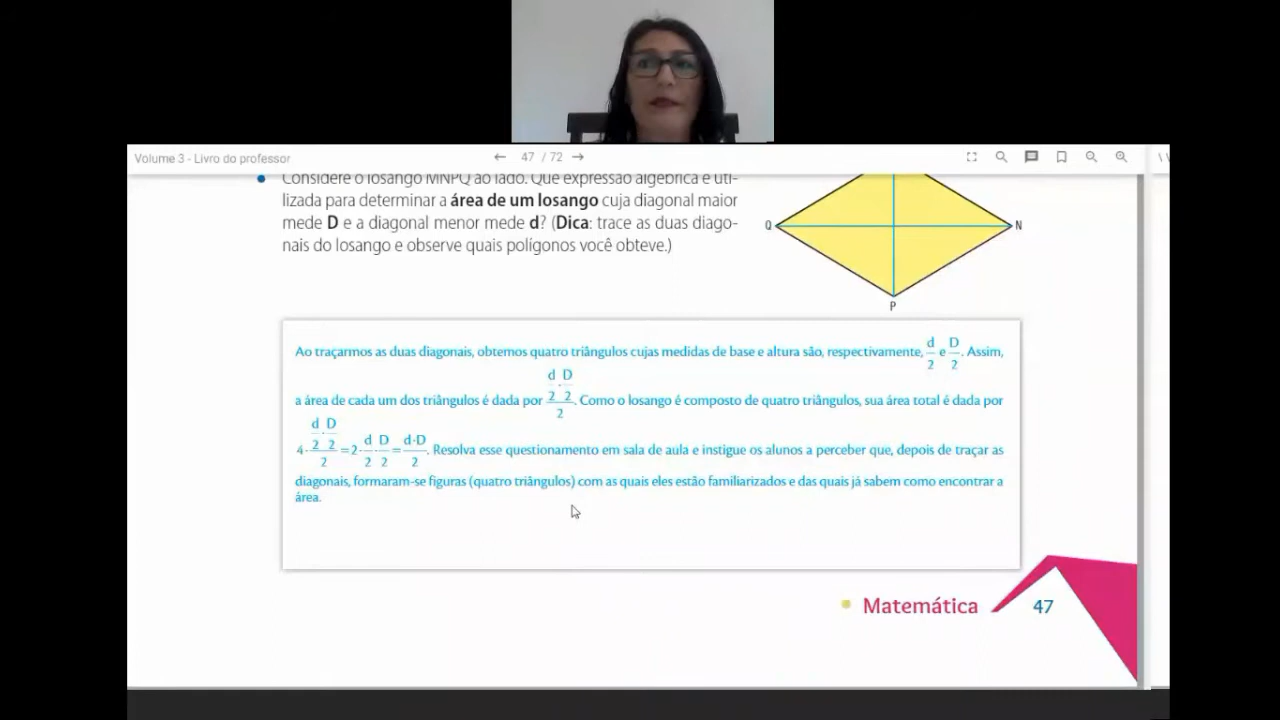 Volume 3 - Livro do professor
← 47 / 72 →
Considere o losango MNPQ ao lado. Que expressão algébrica é uti-
lizada para determinar a área de um losango cuja diagonal maior
mede D e a diagonal menor mede d? (Dica: trace as duas diago-
nais do losango e observe quais polígonos você obteve.)
Q
N
P
Ao traçarmos as duas diagonais, obtemos quatro triângulos cujas medidas de base e altura são, respectivamente, d/2 e D/2. Assim,
a área de cada um dos triângulos é dada por (d/2 · D/2)/2. Como o losango é composto de quatro triângulos, sua área total é dada por
4 · (d/2 · D/2)/2 = 2 · d/2 · D/2 = d·D/2. Resolva esse questionamento em sala de aula e instigue os alunos a perceber que, depois de traçar as
diagonais, formaram-se figuras (quatro triângulos) com as quais eles estão familiarizados e das quais já sabem como encontrar a
área.
Matemática 47